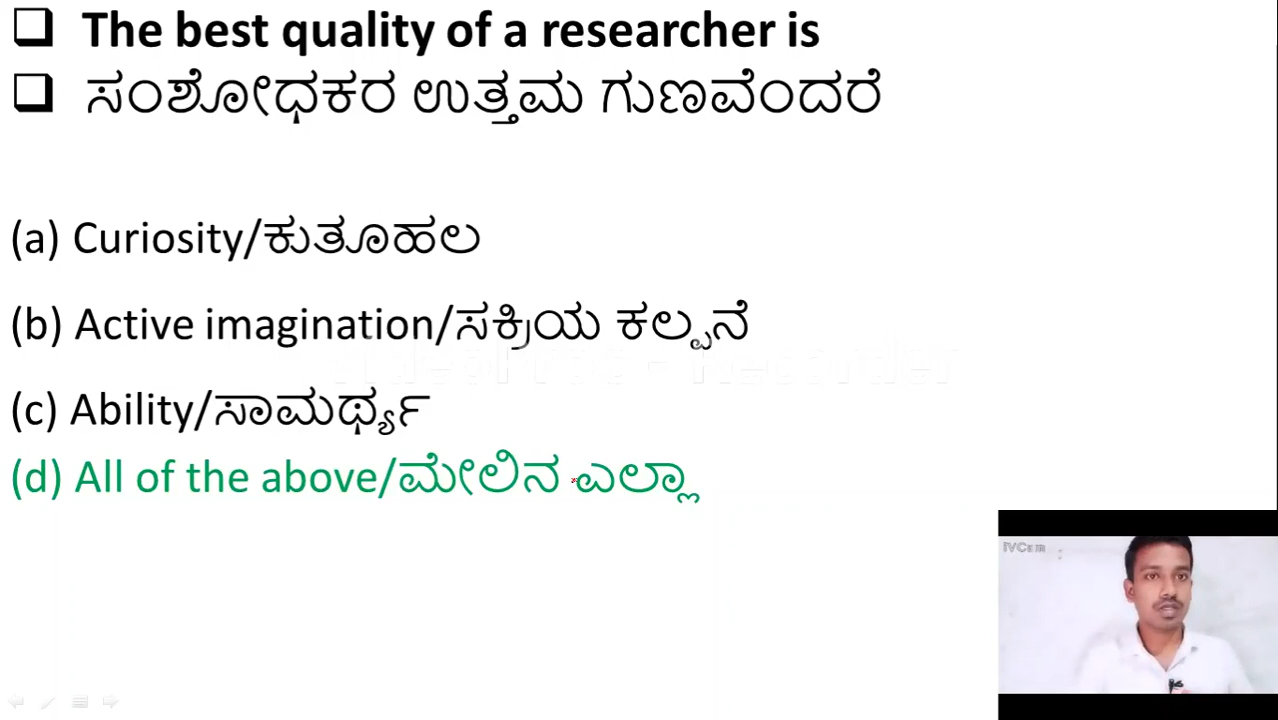 The best quality of a researcher is
ಸಂಶೋಧಕರ ಉತ್ತಮ ಗುಣವೆಂದರೆ
(a) Curiosity/ಕುತೂಹಲ
(b) Active imagination/ಸಕ್ರಿಯ ಕಲ್ಪನೆ
(c) Ability/ಸಾಮರ್ಥ್ಯ
(d) All of the above/ಮೇಲಿನ ಎಲ್ಲಾ
iVCam